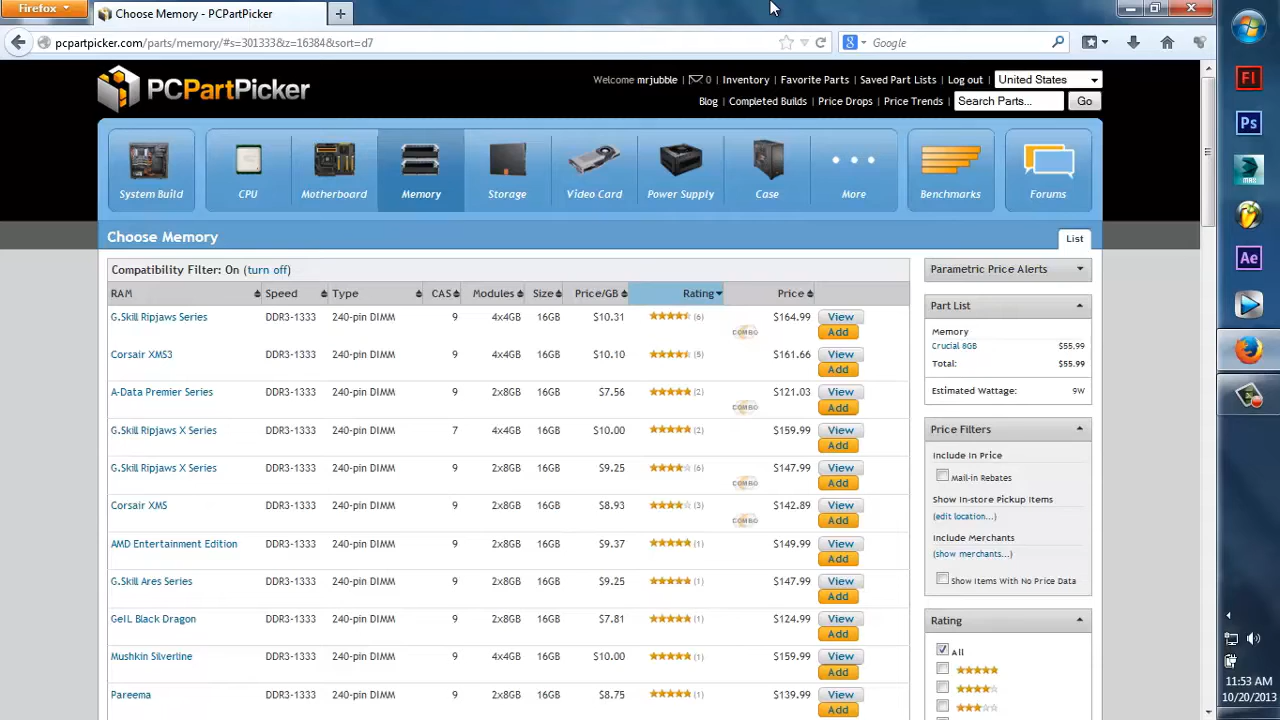 Firefox
Choose Memory - PCPartPicker
pcpartpicker.com/parts/memory/#s=301333&z=16384&sort=d7
Google
PCPartPicker
Welcome mrjubble 0 Inventory Favorite Parts Saved Part Lists Log out United States
Blog Completed Builds Price Drops Price Trends Search Parts... Go
System Build CPU Motherboard Memory Storage Video Card Power Supply Case More Benchmarks Forums
Choose Memory
List
Compatibility Filter: On (turn off)
RAM Speed Type CAS Modules Size Price/GB Rating Price
G.Skill Ripjaws Series DDR3-1333 240-pin DIMM 9 4x4GB 16GB $10.31 (6) COMBO $164.99 View Add
Corsair XMS3 DDR3-1333 240-pin DIMM 9 4x4GB 16GB $10.10 (5) $161.66 View Add
A-Data Premier Series DDR3-1333 240-pin DIMM 9 2x8GB 16GB $7.56 (2) COMBO $121.03 View Add
G.Skill Ripjaws X Series DDR3-1333 240-pin DIMM 7 4x4GB 16GB $10.00 (2) $159.99 View Add
G.Skill Ripjaws X Series DDR3-1333 240-pin DIMM 9 2x8GB 16GB $9.25 (6) COMBO $147.99 View Add
Corsair XMS DDR3-1333 240-pin DIMM 9 2x8GB 16GB $8.93 (3) COMBO $142.89 View Add
AMD Entertainment Edition DDR3-1333 240-pin DIMM 9 2x8GB 16GB $9.37 (1) $149.99 View Add
G.Skill Ares Series DDR3-1333 240-pin DIMM 9 2x8GB 16GB $9.25 (1) $147.99 View Add
GeIL Black Dragon DDR3-1333 240-pin DIMM 9 2x8GB 16GB $7.81 (1) $124.99 View Add
Mushkin Silverline DDR3-1333 240-pin DIMM 9 4x4GB 16GB $10.00 (1) $159.99 View Add
Pareema DDR3-1333 240-pin DIMM 9 2x8GB 16GB $8.75 (1) $139.99 View Add
Parametric Price Alerts
Part List
Memory
Crucial 8GB $55.99
Total: $55.99
Estimated Wattage: 9W
Price Filters
Include In Price
Mail-in Rebates
Show In-store Pickup Items
(edit location...)
Include Merchants
(show merchants...)
Show Items With No Price Data
Rating
All
Fl
Ps
MAX
Ae
11:53 AM
10/20/2013